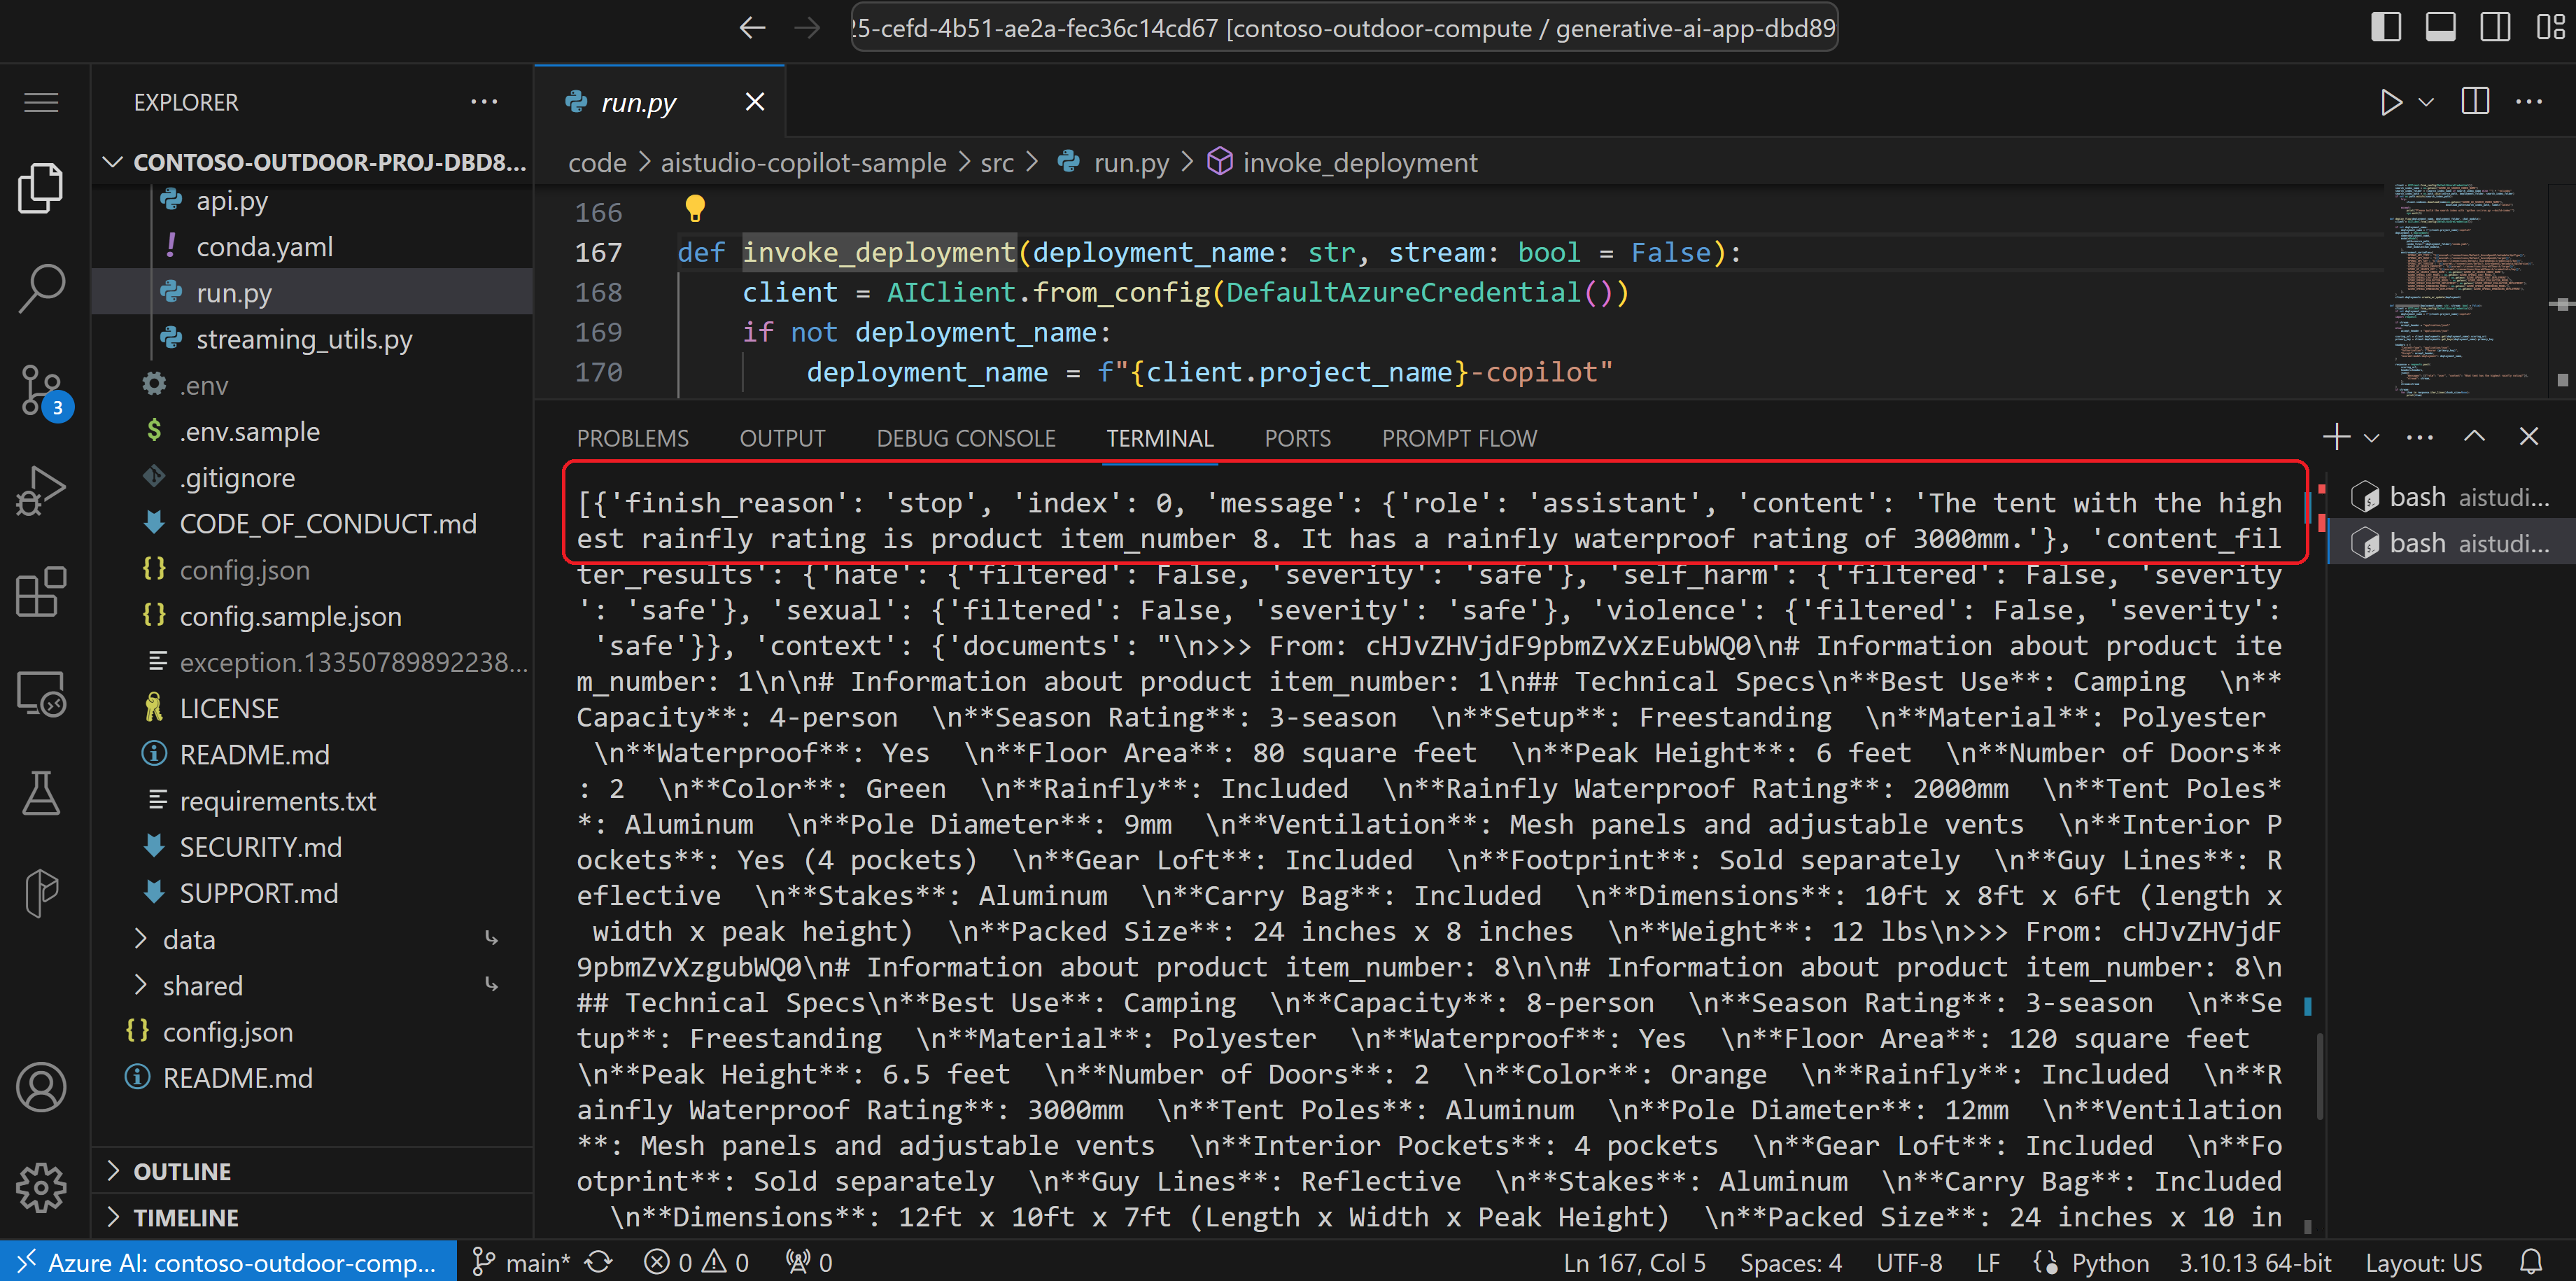 25-cefd-4b51-ae2a-fec36c14cd67 [contoso-outdoor-compute / generative-ai-app-dbd89
EXPLORER
CONTOSO-OUTDOOR-PROJ-DBD8...
api.py
conda.yaml
run.py
streaming_utils.py
.env
.env.sample
.gitignore
CODE_OF_CONDUCT.md
config.json
config.sample.json
exception.13350789892238...
LICENSE
README.md
requirements.txt
SECURITY.md
SUPPORT.md
data
shared
config.json
README.md
OUTLINE
TIMELINE
3
run.py
code > aistudio-copilot-sample > src > run.py > invoke_deployment
166
167 def invoke_deployment(deployment_name: str, stream: bool = False):
168 client = AIClient.from_config(DefaultAzureCredential())
169 if not deployment_name:
170 deployment_name = f"{client.project_name}-copilot"
PROBLEMS OUTPUT DEBUG CONSOLE TERMINAL PORTS PROMPT FLOW
[{'finish_reason': 'stop', 'index': 0, 'message': {'role': 'assistant', 'content': 'The tent with the high
est rainfly rating is product item_number 8. It has a rainfly waterproof rating of 3000mm.'}, 'content_fil
ter_results': {'hate': {'filtered': False, 'severity': 'safe'}, 'self_harm': {'filtered': False, 'severity
': 'safe'}, 'sexual': {'filtered': False, 'severity': 'safe'}, 'violence': {'filtered': False, 'severity':
'safe'}}, 'context': {'documents': "\n>>> From: cHJvZHVjdF9pbmZvXzEubWQ0\n# Information about product ite
m_number: 1\n\n# Information about product item_number: 1\n## Technical Specs\n**Best Use**: Camping  \n**
Capacity**: 4-person  \n**Season Rating**: 3-season  \n**Setup**: Freestanding  \n**Material**: Polyester
\n**Waterproof**: Yes  \n**Floor Area**: 80 square feet  \n**Peak Height**: 6 feet  \n**Number of Doors**
: 2  \n**Color**: Green  \n**Rainfly**: Included  \n**Rainfly Waterproof Rating**: 2000mm  \n**Tent Poles*
*: Aluminum  \n**Pole Diameter**: 9mm  \n**Ventilation**: Mesh panels and adjustable vents  \n**Interior P
ockets**: Yes (4 pockets)  \n**Gear Loft**: Included  \n**Footprint**: Sold separately  \n**Guy Lines**: R
eflective  \n**Stakes**: Aluminum  \n**Carry Bag**: Included  \n**Dimensions**: 10ft x 8ft x 6ft (length x
width x peak height)  \n**Packed Size**: 24 inches x 8 inches  \n**Weight**: 12 lbs\n>>> From: cHJvZHVjdF
9pbmZvXzgubWQ0\n# Information about product item_number: 8\n\n# Information about product item_number: 8\n
## Technical Specs\n**Best Use**: Camping  \n**Capacity**: 8-person  \n**Season Rating**: 3-season  \n**Se
tup**: Freestanding  \n**Material**: Polyester  \n**Waterproof**: Yes  \n**Floor Area**: 120 square feet
\n**Peak Height**: 6.5 feet  \n**Number of Doors**: 2  \n**Color**: Orange  \n**Rainfly**: Included  \n**R
ainfly Waterproof Rating**: 3000mm  \n**Tent Poles**: Aluminum  \n**Pole Diameter**: 12mm  \n**Ventilation
**: Mesh panels and adjustable vents  \n**Interior Pockets**: 4 pockets  \n**Gear Loft**: Included  \n**Fo
otprint**: Sold separately  \n**Guy Lines**: Reflective  \n**Stakes**: Aluminum  \n**Carry Bag**: Included
\n**Dimensions**: 12ft x 10ft x 7ft (Length x Width x Peak Height)  \n**Packed Size**: 24 inches x 10 in
bash aistudi...
bash aistudi...
Azure AI: contoso-outdoor-comp... main* 0 0 0 Ln 167, Col 5 Spaces: 4 UTF-8 LF Python 3.10.13 64-bit Layout: US